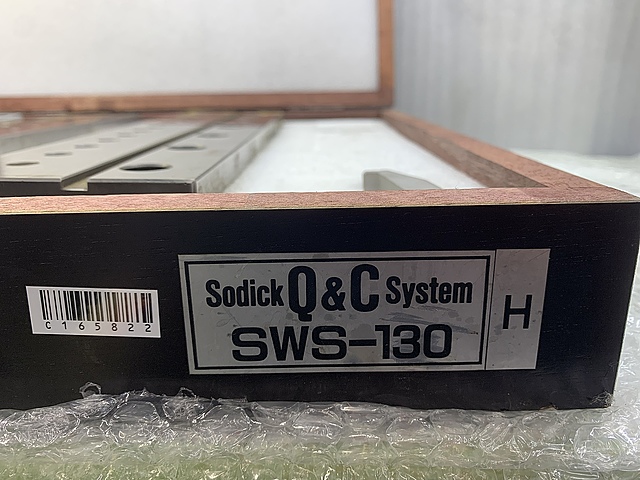 C165822
Sodick Q&C System
SWS-130
H